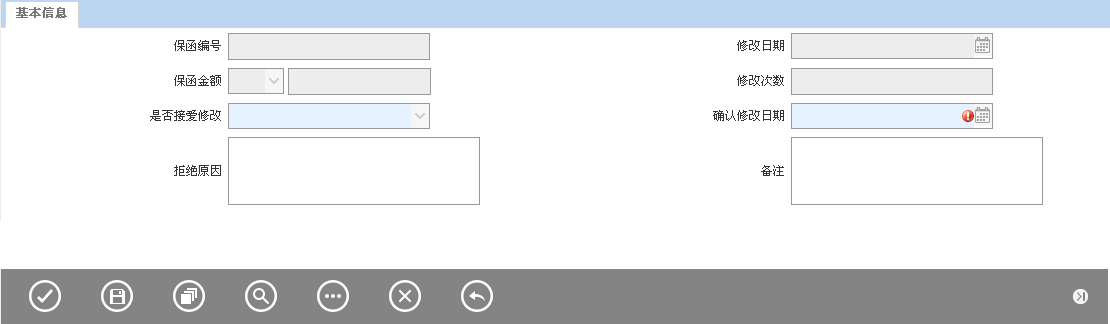 基本信息
保函编号
修改日期
保函金额
修改次数
是否接爱修改
确认修改日期
拒绝原因
备注